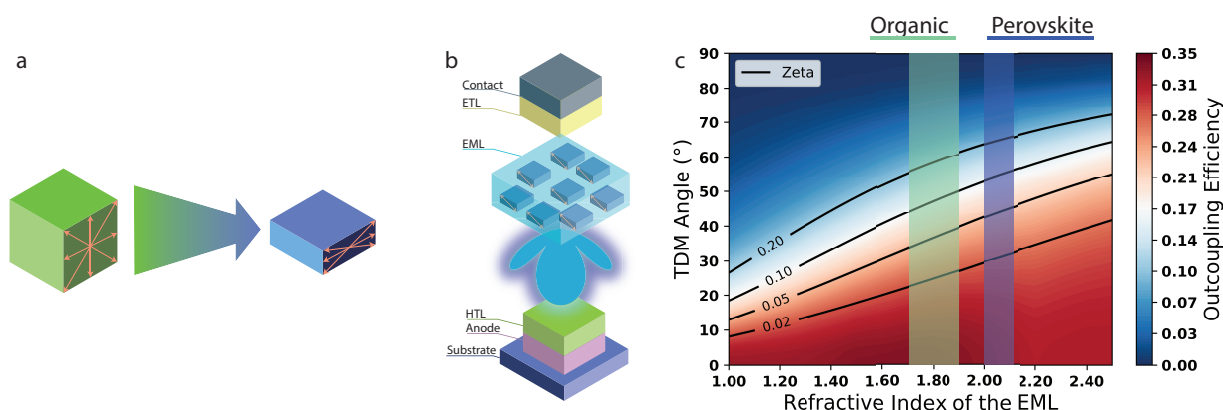 a
b
Contact
ETL
EML
HTL
Anode
Substrate
Organic
Perovskite
c
Zeta
0.20
0.10
0.05
0.02
TDM Angle (°)
90
80
70
60
50
40
30
20
10
0
1.00 1.20 1.40 1.60 1.80 2.00 2.20 2.40
Refractive Index of the EML
0.35
0.31
0.28
0.24
0.21
0.17
0.14
0.10
0.07
0.03
0.00
Outcoupling Efficiency